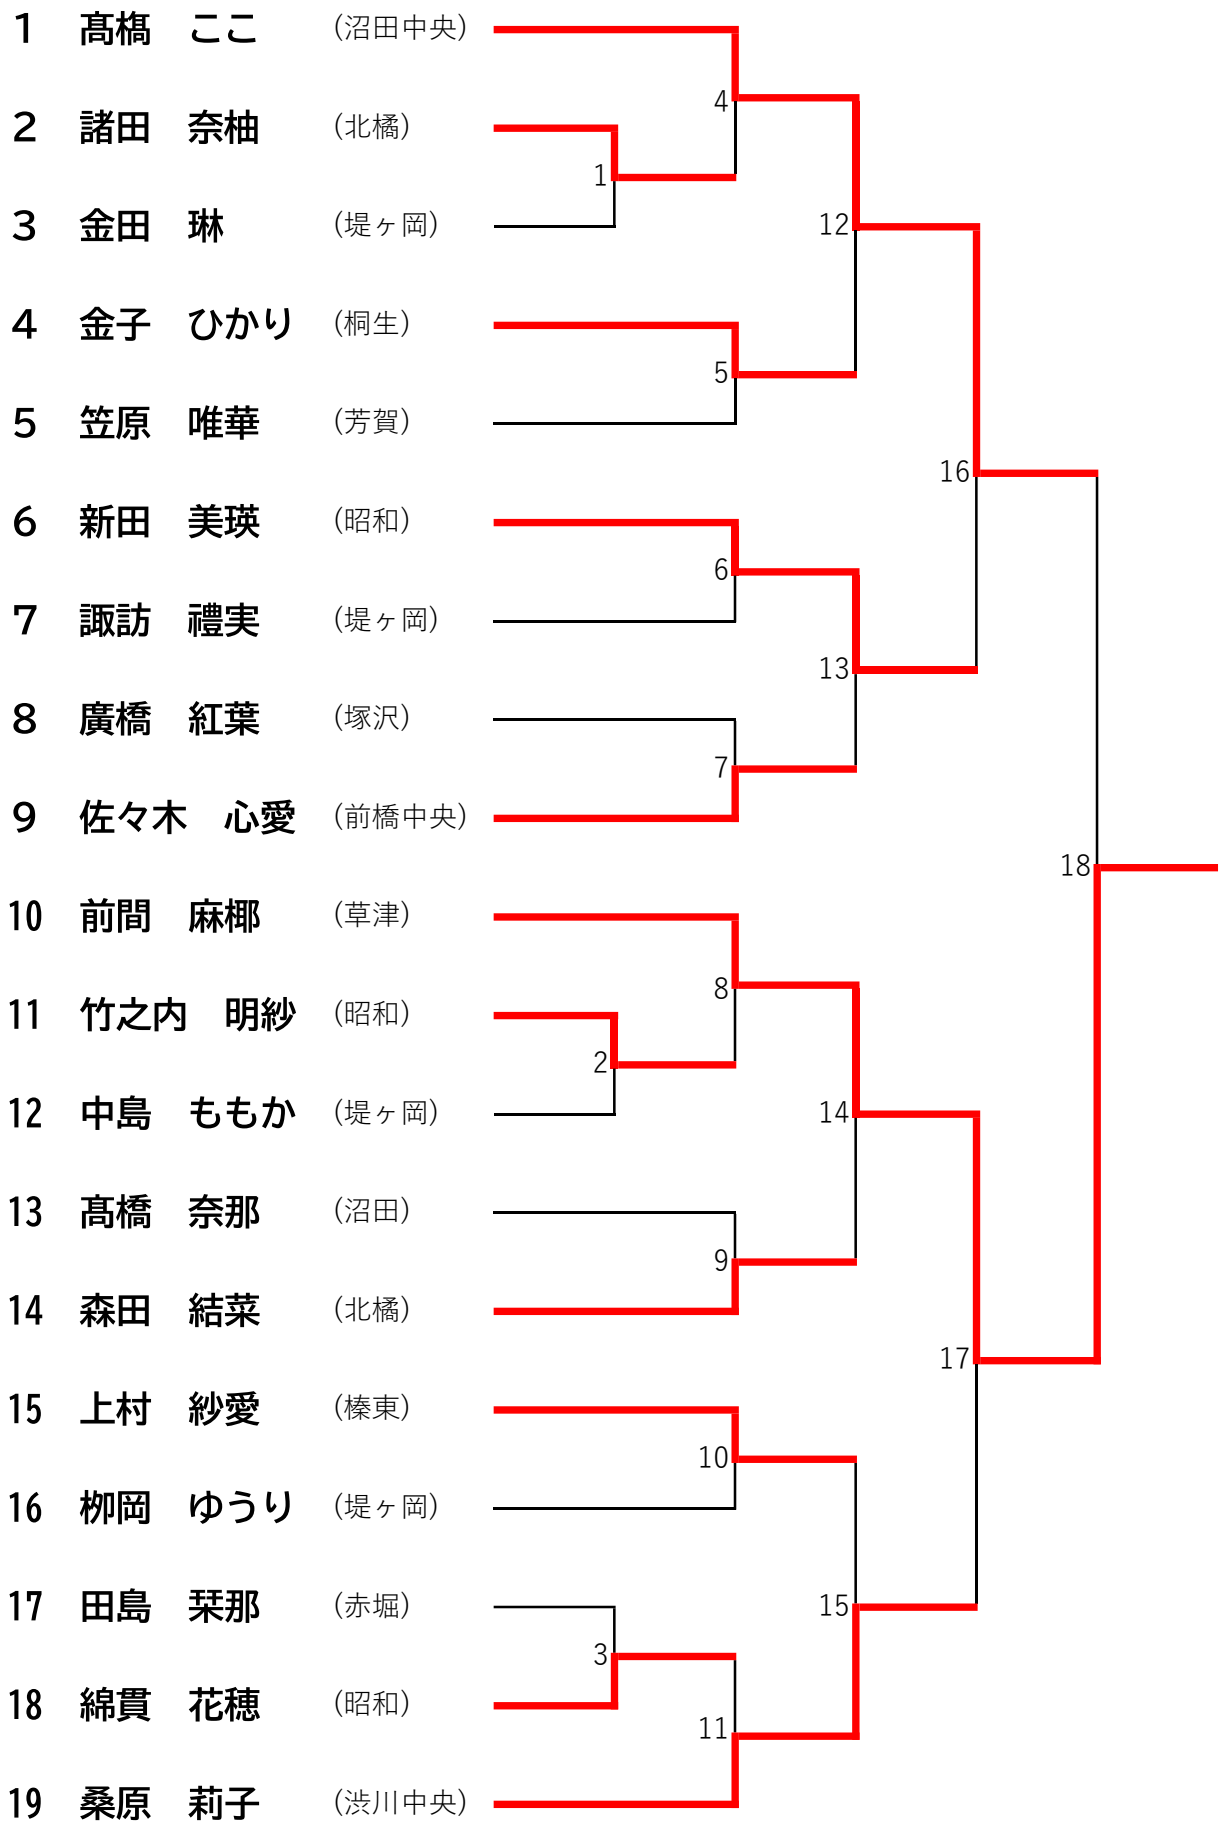 1 髙橋 ここ (沼田中央)
4
2 諸田 奈柚 (北橘)
1
3 金田 琳 (堤ヶ岡)
12
4 金子 ひかり (桐生)
5
5 笠原 唯華 (芳賀)
16
6 新田 美瑛 (昭和)
6
7 諏訪 禮実 (堤ヶ岡)
13
8 廣橋 紅葉 (塚沢)
7
9 佐々木 心愛 (前橋中央)
18
10 前間 麻椰 (草津)
8
11 竹之内 明紗 (昭和)
2
12 中島 ももか (堤ヶ岡)
14
13 髙橋 奈那 (沼田)
9
14 森田 結菜 (北橘)
17
15 上村 紗愛 (榛東)
10
16 栁岡 ゆうり (堤ヶ岡)
17 田島 栞那 (赤堀)
15
3
18 綿貫 花穂 (昭和)
11
19 桑原 莉子 (渋川中央)